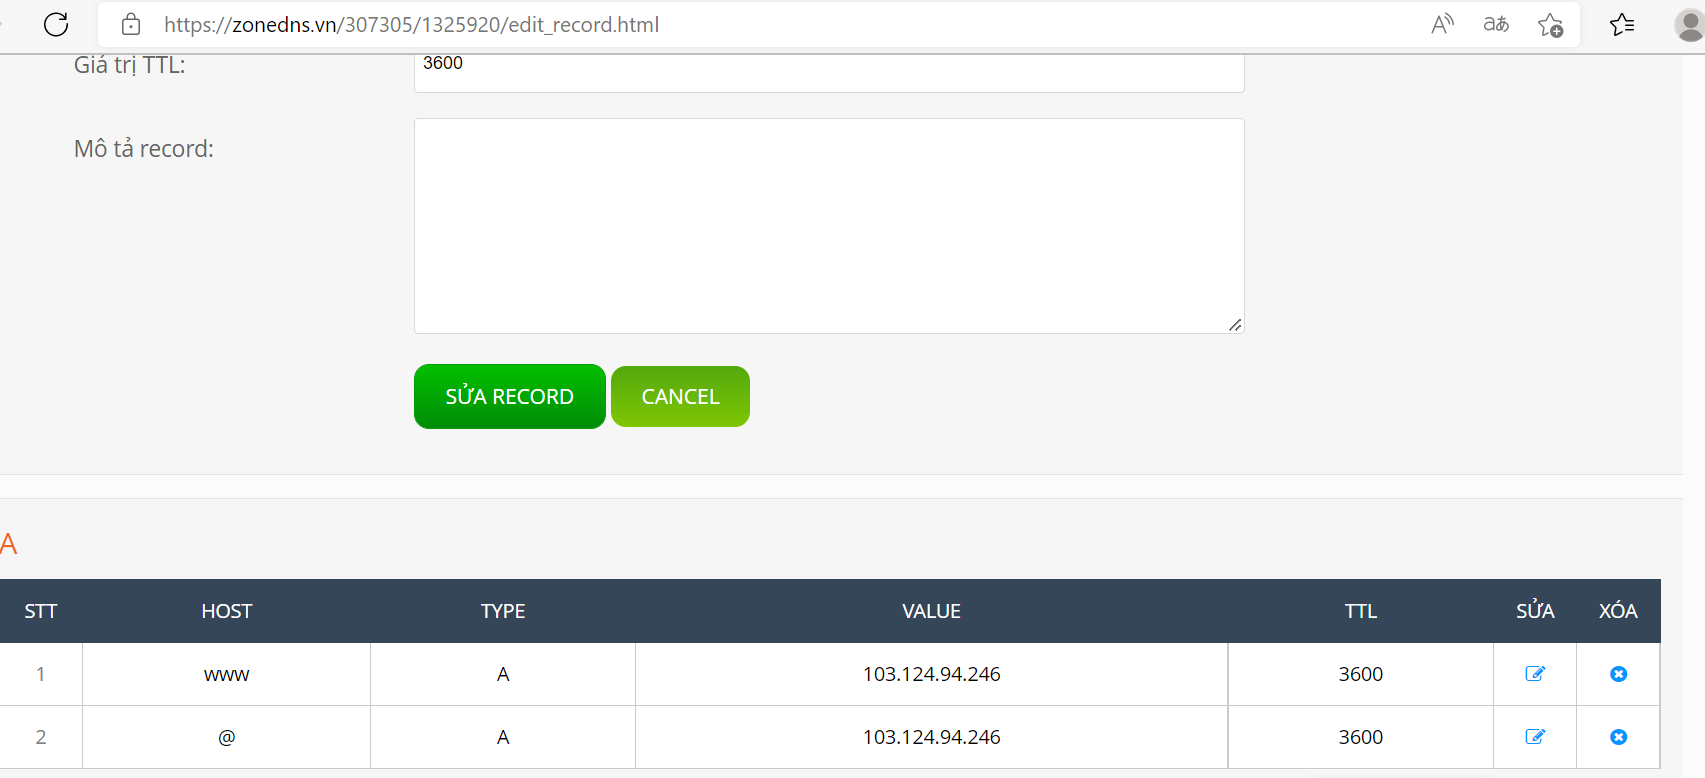 https://zonedns.vn/307305/1325920/edit_record.html
Giá trị TTL: 3600
Mô tả record:
SỬA RECORD CANCEL
A
STT HOST TYPE VALUE TTL SỬA XÓA
1 www A 103.124.94.246 3600
2 @ A 103.124.94.246 3600